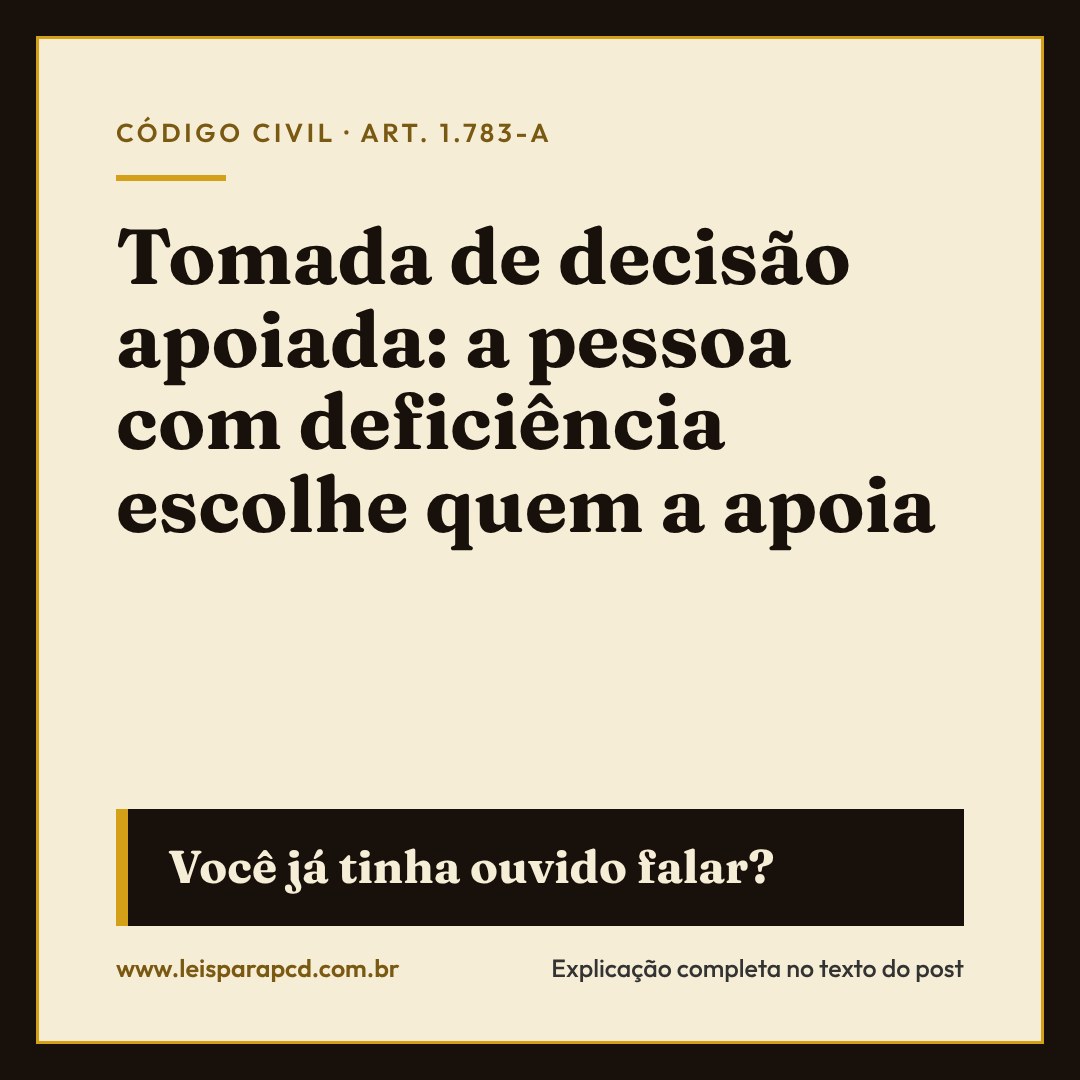 CÓDIGO CIVIL · ART. 1.783-A
Tomada de decisão
apoiada: a pessoa
com deficiência
escolhe quem a apoia
Você já tinha ouvido falar?
www.leisparapcd.com.br
Explicação completa no texto do post